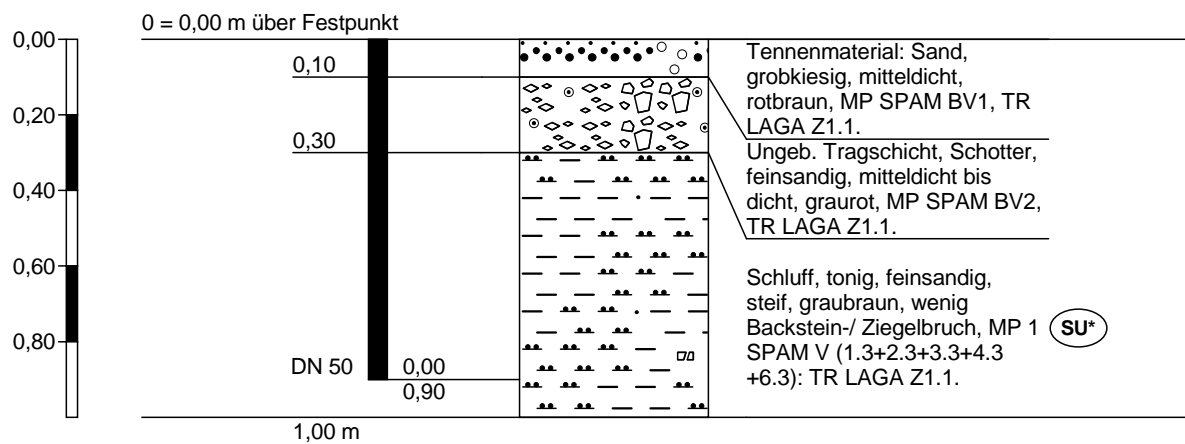 0 = 0,00 m über Festpunkt
0,00
0,20
0,40
0,60
0,80
0,10
0,30
DN 50
0,00
0,90
1,00 m
Tennenmaterial: Sand,
grobkiesig, mitteldicht,
rotbraun, MP SPAM BV1, TR
LAGA Z1.1.
Ungeb. Tragschicht, Schotter,
feinsandig, mitteldicht bis
dicht, graurot, MP SPAM BV2,
TR LAGA Z1.1.
Schluff, tonig, feinsandig,
steif, graubraun, wenig
Backstein-/ Ziegelbruch, MP 1
SPAM V (1.3+2.3+3.3+4.3
+6.3): TR LAGA Z1.1.
SU*